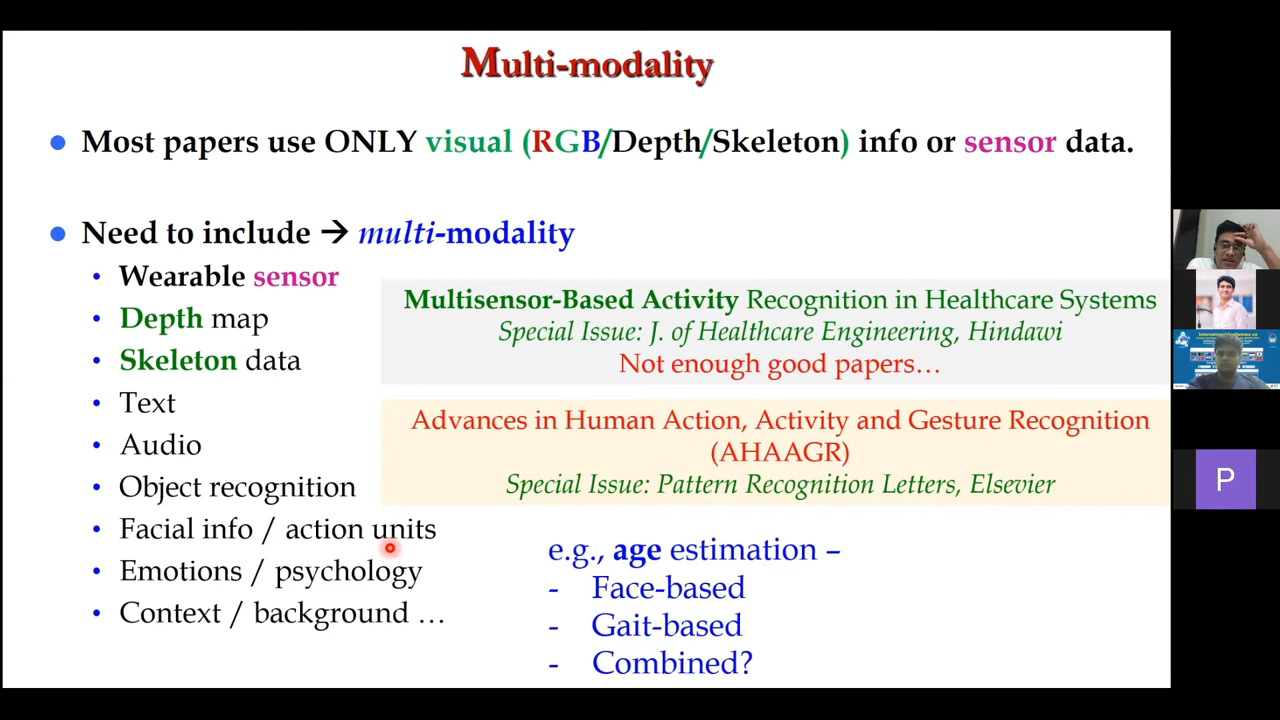 Multi-modality
Most papers use ONLY visual (RGB/Depth/Skeleton) info or sensor data.
Need to include → multi-modality
Wearable sensor
Depth map
Skeleton data
Text
Audio
Object recognition
Facial info / action units
Emotions / psychology
Context / background …
Multisensor-Based Activity Recognition in Healthcare Systems
Special Issue: J. of Healthcare Engineering, Hindawi
Not enough good papers…
Advances in Human Action, Activity and Gesture Recognition
(AHAAGR)
Special Issue: Pattern Recognition Letters, Elsevier
e.g., age estimation –
- Face-based
- Gait-based
- Combined?
P